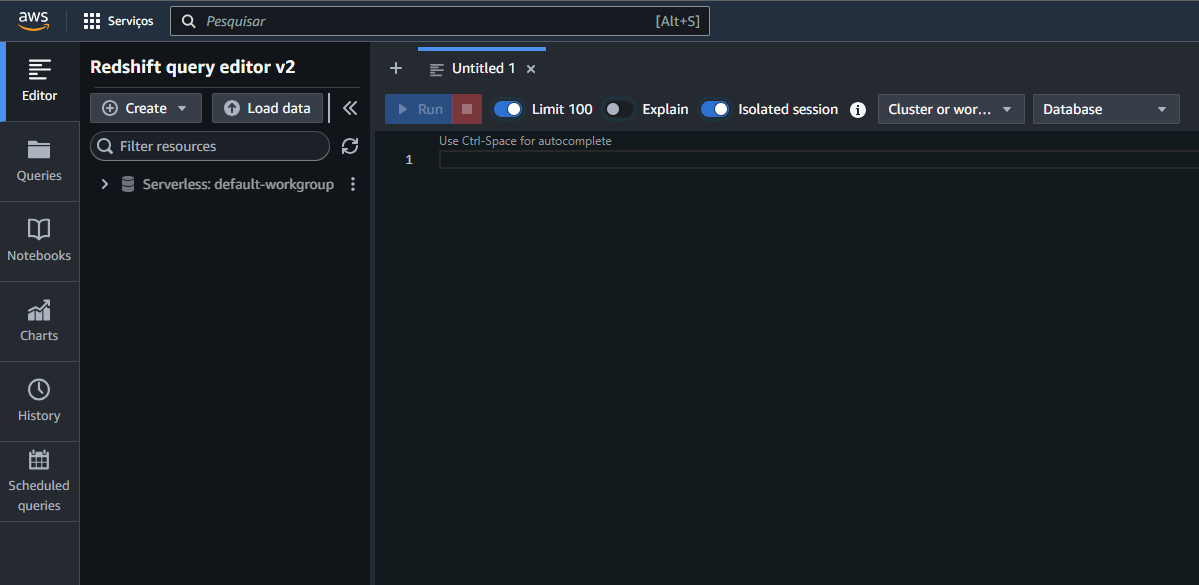 aws
Serviços
Pesquisar
[Alt+S]
Editor
Queries
Notebooks
Charts
History
Scheduled
queries
Redshift query editor v2
Create
Load data
Filter resources
Serverless: default-workgroup
Untitled 1
Run
Limit 100
Explain
Isolated session
Cluster or wor...
Database
Use Ctrl-Space for autocomplete
1